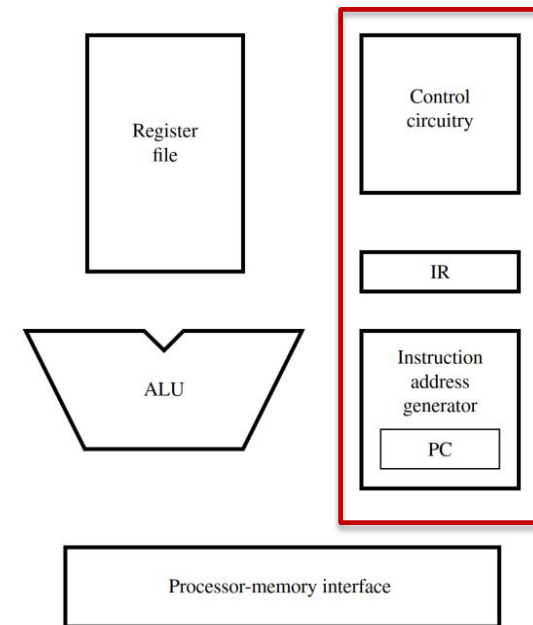 Register
file
Control
circuitry
IR
ALU
Instruction
address
generator
PC
Processor-memory interface